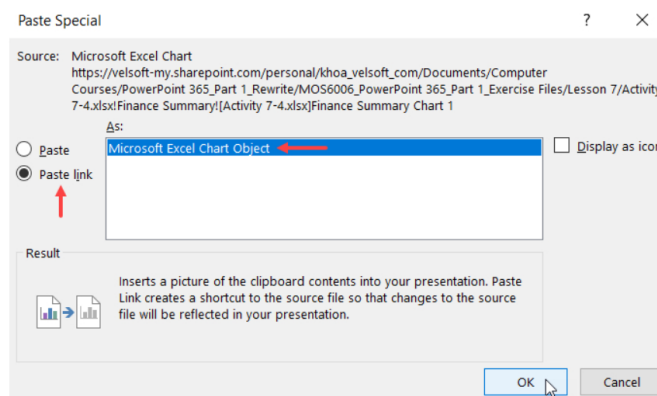 Paste Special ? ×
Source: Microsoft Excel Chart
https://velsoft-my.sharepoint.com/personal/khoa_velsoft_com/Documents/Computer
Courses/PowerPoint 365_Part 1_Rewrite/MOS6006_PowerPoint 365_Part 1_Exercise Files/Lesson 7/Activity
7-4.xlsx!Finance Summary![Activity 7-4.xlsx]Finance Summary Chart 1
As:
Paste
Paste link
Microsoft Excel Chart Object
Display as icon
Result
Inserts a picture of the clipboard contents into your presentation. Paste
Link creates a shortcut to the source file so that changes to the source
file will be reflected in your presentation.
OK
Cancel